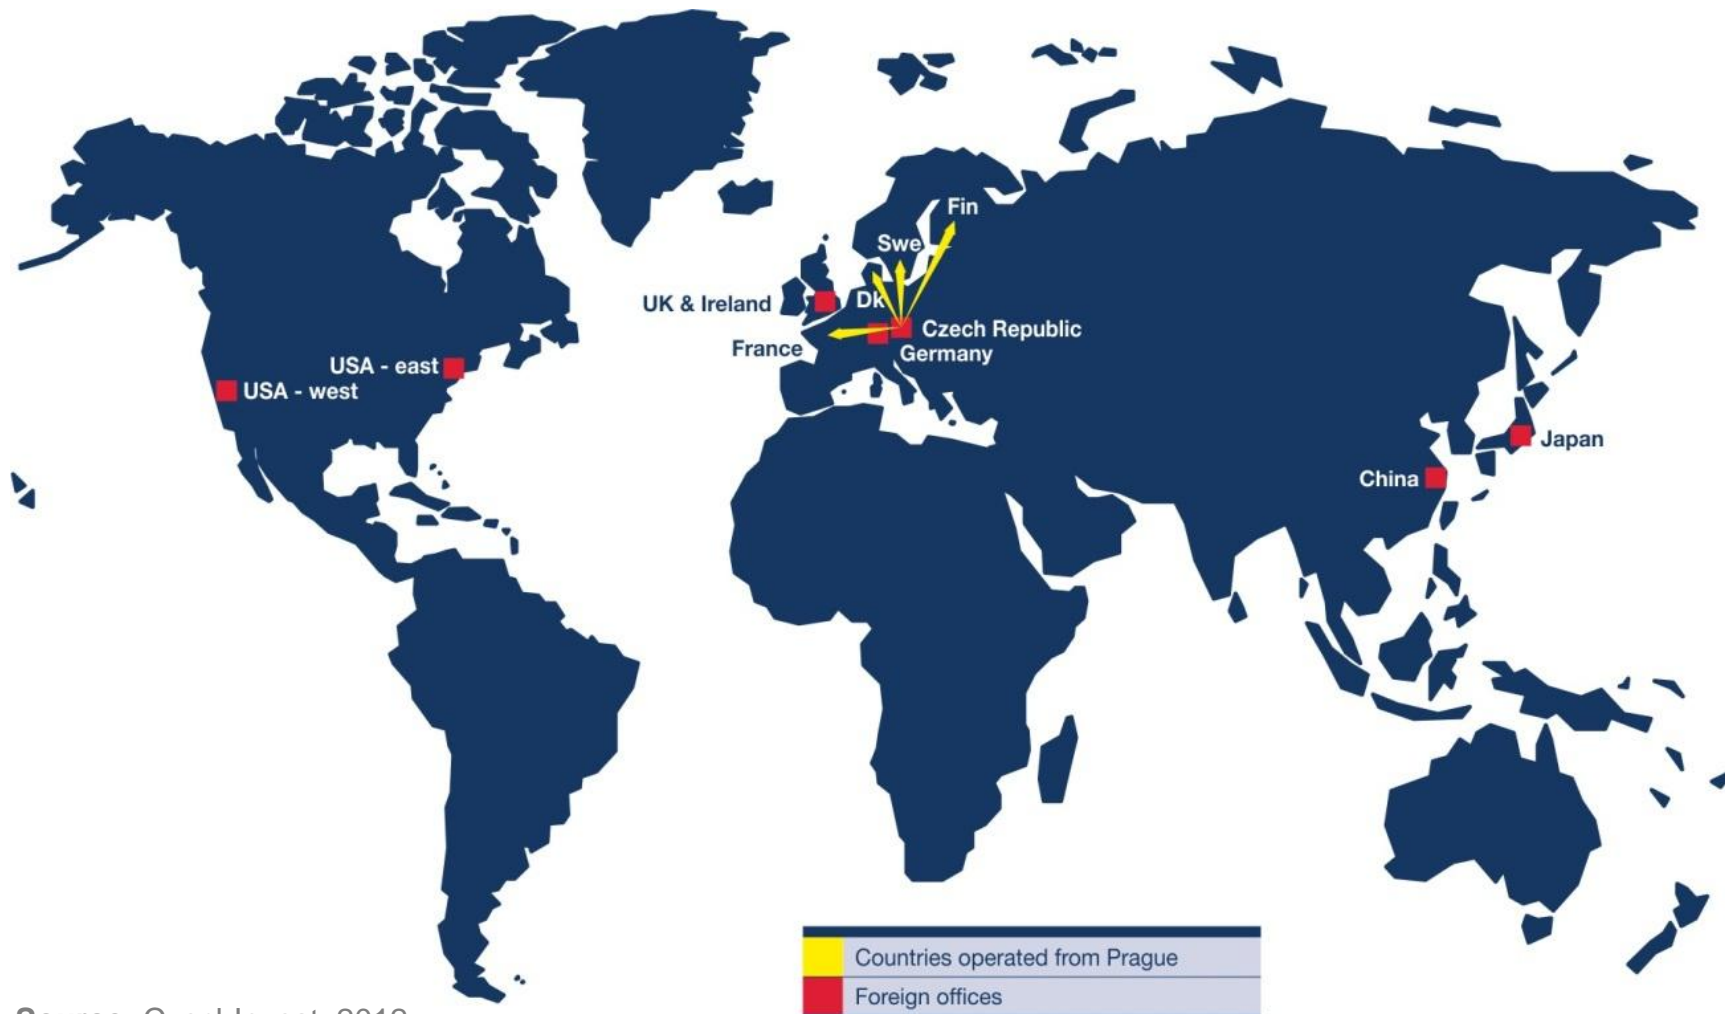 Fin
Swe
Dk
UK & Ireland
Czech Republic
France
Germany
USA - east
USA - west
Japan
China
Countries operated from Prague
Foreign offices